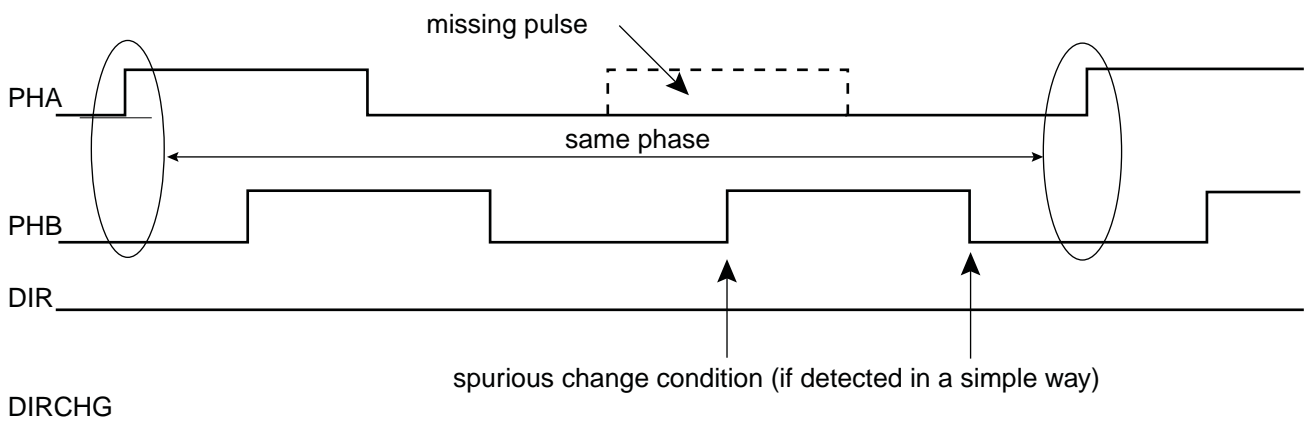 missing pulse
PHA
same phase
PHB
DIR
spurious change condition (if detected in a simple way)
DIRCHG